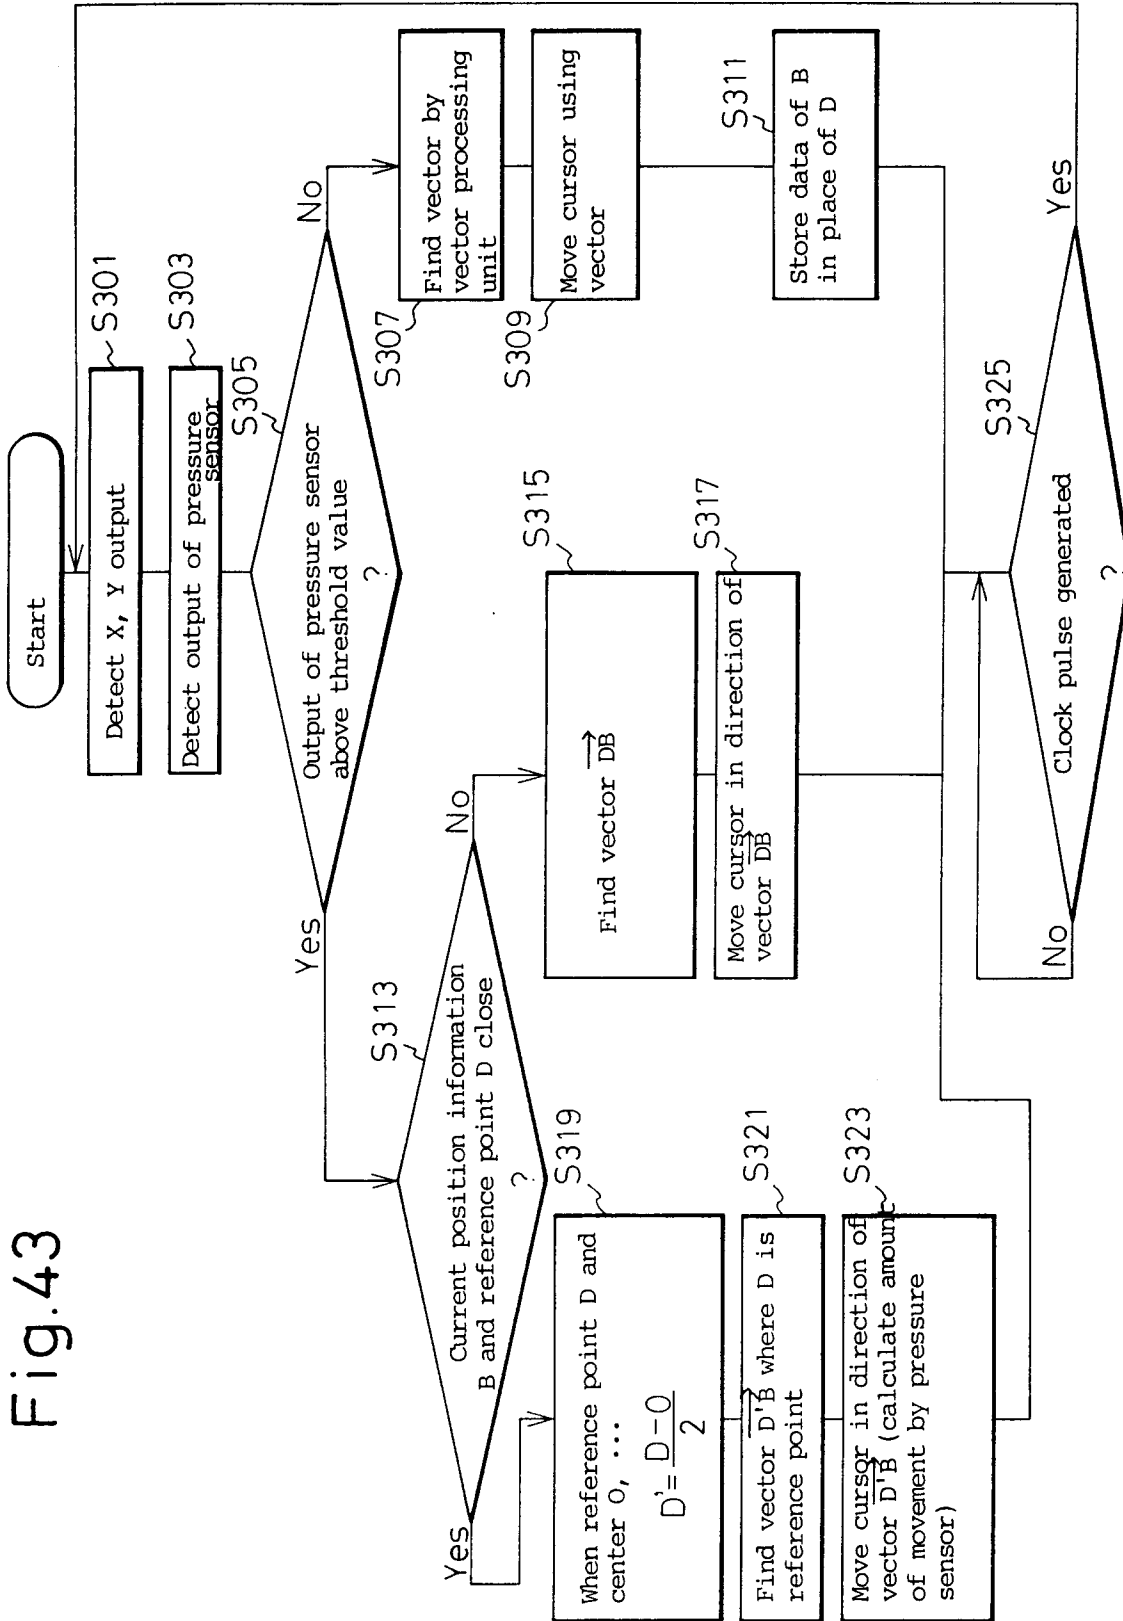 Fig.43
Start
Detect X, Y output
S301
Detect output of pressure
sensor
S303
Output of pressure sensor
above threshold value
?
S305
Yes
No
Find vector by
vector processing
unit
S307
Move cursor using
vector
S309
Store data of B
in place of D
S311
Current position information
B and reference point D close
?
S313
Yes
No
Find vector DB
S315
Move cursor in direction of
vector DB
S317
When reference point D and
center O, ...
D'= D-O
2
S319
Find vector D'B where D is
reference point
S321
Move cursor in direction of
vector D'B (calculate amount
of movement by pressure
sensor)
S323
Clock pulse generated
?
S325
No
Yes